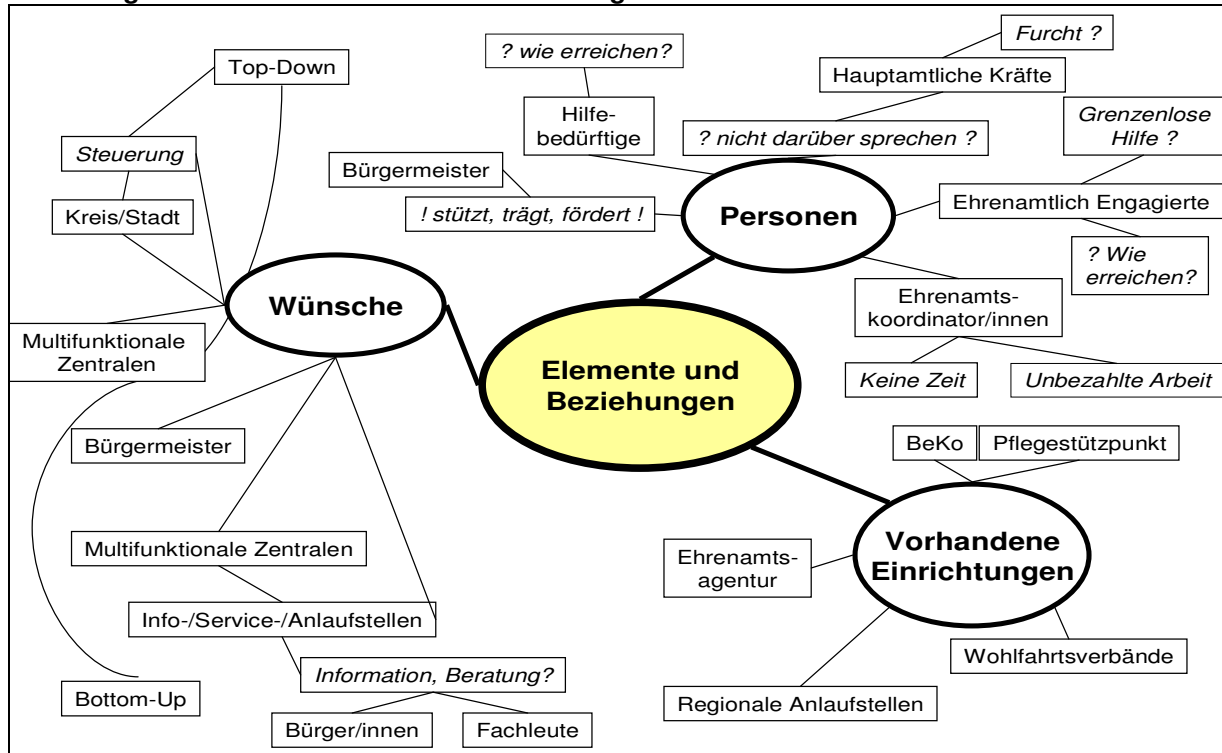 Top-Down
Steuerung
Kreis/Stadt
Wünsche
Multifunktionale
Zentralen
Bürgermeister
Multifunktionale Zentralen
Info-/Service-/Anlaufstellen
Information, Beratung?
Bürger/innen
Fachleute
Bottom-Up
? wie erreichen?
Hilfe-
bedürftige
Bürgermeister
! stützt, trägt, fördert !
Furcht ?
Hauptamtliche Kräfte
? nicht darüber sprechen ?
Personen
Grenzenlose
Hilfe ?
Ehrenamtlich Engagierte
? Wie
erreichen?
Ehrenamts-
koordinator/innen
Keine Zeit
Unbezahlte Arbeit
Elemente und
Beziehungen
BeKo
Pflegestützpunkt
Vorhandene
Einrichtungen
Ehrenamts-
agentur
Wohlfahrtsverbände
Regionale Anlaufstellen